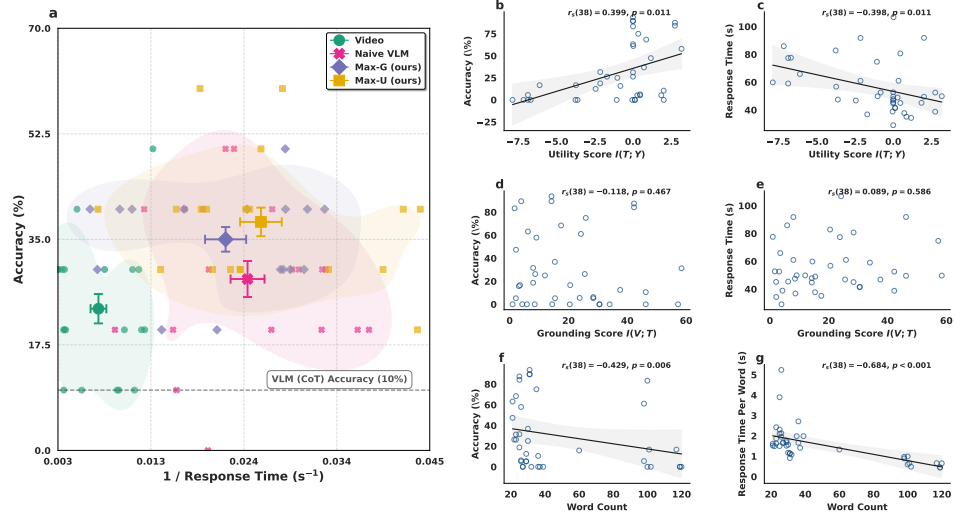 a
70.0
52.5
35.0
17.5
0.0
Accuracy (%)
0.003
0.013
0.024
0.034
0.045
1 / Response Time (s⁻¹)
Video
Naive VLM
Max-G (ours)
Max-U (ours)
VLM (CoT) Accuracy (10%)
b
r_s(38) = 0.399, p = 0.011
Accuracy (\%)
75
50
25
0
−25
−7.5
−5.0
−2.5
0.0
2.5
Utility Score I(T; Y)
c
r_s(38) = −0.398, p = 0.011
Response Time (s)
100
80
60
40
−7.5
−5.0
−2.5
0.0
2.5
Utility Score I(T; Y)
d
r_s(38) = −0.118, p = 0.467
Accuracy (\%)
80
60
40
20
0
0
20
40
60
Grounding Score I(V; T)
e
r_s(38) = 0.089, p = 0.586
Response Time (s)
100
80
60
40
0
20
40
60
Grounding Score I(V; T)
f
r_s(38) = −0.429, p = 0.006
Accuracy (\%)
80
60
40
20
0
20
40
60
80
100
120
Word Count
g
r_s(38) = −0.684, p < 0.001
Response Time Per Word (s)
5
4
3
2
1
0
20
40
60
80
100
120
Word Count